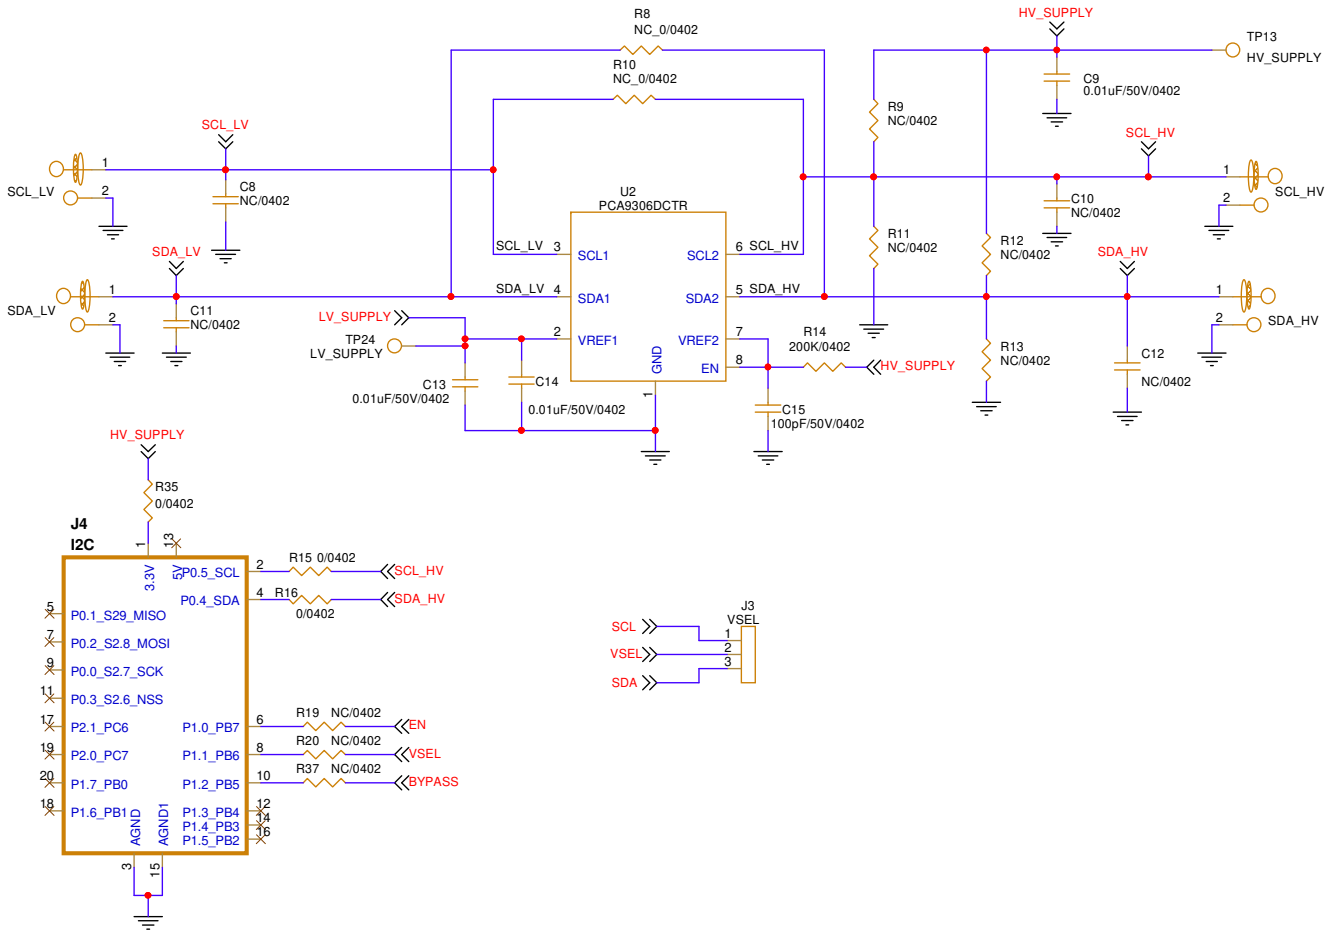 R8
NC_0/0402
R10
NC_0/0402
HV_SUPPLY
TP13
HV_SUPPLY
C9
0.01uF/50V/0402
R9
NC/0402
SCL_LV
SCL_HV
1
2
SCL_LV
C8
NC/0402
U2
PCA9306DCTR
1
2
SCL_HV
C10
NC/0402
R11
NC/0402
R12
NC/0402
SCL_LV 3 SCL1
SCL2 6 SCL_HV
SDA_LV
SDA_HV
1
2
SDA_LV
C11
NC/0402
SDA_LV 4 SDA1
SDA2 5 SDA_HV
1
2
SDA_HV
LV_SUPPLY
TP24
LV_SUPPLY
2 VREF1
VREF2 7
EN 8
GND
1
R14
200K/0402
HV_SUPPLY
R13
NC/0402
C12
NC/0402
C13
0.01uF/50V/0402
C14
0.01uF/50V/0402
C15
100pF/50V/0402
HV_SUPPLY
R35
0/0402
J4
I2C
1
13
3.3V
5V
P0.5_SCL 2 R15 0/0402 SCL_HV
P0.4_SDA 4 R16 0/0402 SDA_HV
5 P0.1_S29_MISO
7 P0.2_S2.8_MOSI
9 P0.0_S2.7_SCK
11 P0.3_S2.6_NSS
17 P2.1_PC6
P1.0_PB7 6 R19 NC/0402 EN
19 P2.0_PC7
P1.1_PB6 8 R20 NC/0402 VSEL
20 P1.7_PB0
P1.2_PB5 10 R37 NC/0402 BYPASS
18 P1.6_PB1
P1.3_PB4 12
P1.4_PB3 14
P1.5_PB2 16
AGND
AGND1
3
15
J3
VSEL
SCL 1
VSEL 2
SDA 3